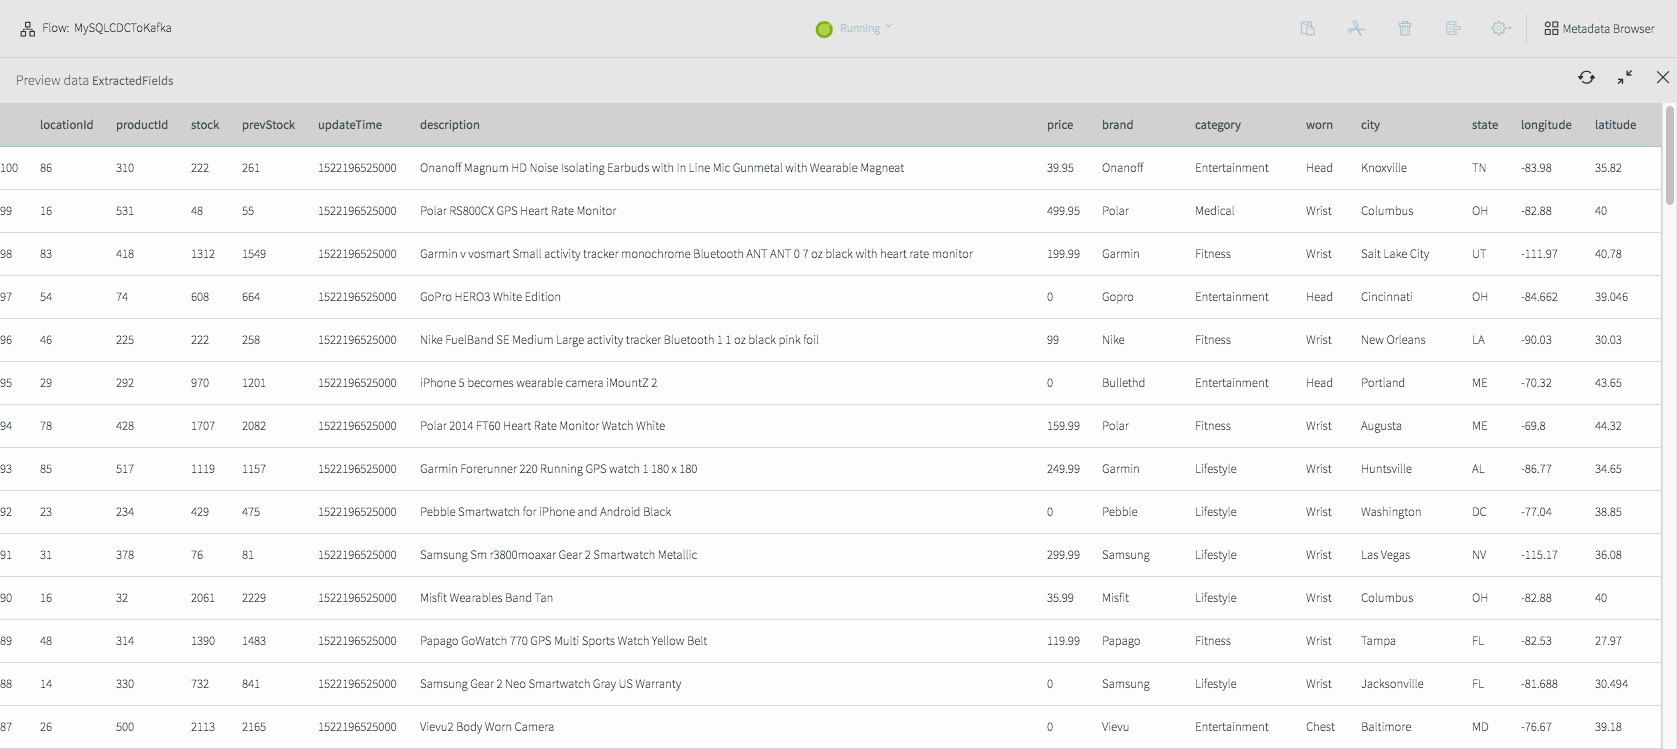 Flow: MySQLCDCToKafka Running Metadata Browser
Preview data ExtractedFields
locationId productId stock prevStock updateTime description price brand category worn city state longitude latitude
100 86 310 222 261 1522196525000 Onanoff Magnum HD Noise Isolating Earbuds with In Line Mic Gunmetal with Wearable Magneat 39.95 Onanoff Entertainment Head Knoxville TN -83.98 35.82
99 16 531 48 55 1522196525000 Polar RS800CX GPS Heart Rate Monitor 499.95 Polar Medical Wrist Columbus OH -82.88 40
98 83 418 1312 1549 1522196525000 Garmin v vosmart Small activity tracker monochrome Bluetooth ANT ANT 0 7 oz black with heart rate monitor 199.99 Garmin Fitness Wrist Salt Lake City UT -111.97 40.78
97 54 74 608 664 1522196525000 GoPro HERO3 White Edition 0 Gopro Entertainment Head Cincinnati OH -84.662 39.046
96 46 225 222 258 1522196525000 Nike FuelBand SE Medium Large activity tracker Bluetooth 1 1 oz black pink foil 99 Nike Fitness Wrist New Orleans LA -90.03 30.03
95 29 292 970 1201 1522196525000 iPhone 5 becomes wearable camera iMountZ 2 0 Bullethd Entertainment Head Portland ME -70.32 43.65
94 78 428 1707 2082 1522196525000 Polar 2014 FT60 Heart Rate Monitor Watch White 159.99 Polar Fitness Wrist Augusta ME -69.8 44.32
93 85 517 1119 1157 1522196525000 Garmin Forerunner 220 Running GPS watch 1 180 x 180 249.99 Garmin Lifestyle Wrist Huntsville AL -86.77 34.65
92 23 234 429 475 1522196525000 Pebble Smartwatch for iPhone and Android Black 0 Pebble Lifestyle Wrist Washington DC -77.04 38.85
91 31 378 76 81 1522196525000 Samsung Sm r3800moaxar Gear 2 Smartwatch Metallic 299.99 Samsung Lifestyle Wrist Las Vegas NV -115.17 36.08
90 16 32 2061 2229 1522196525000 Misfit Wearables Band Tan 35.99 Misfit Lifestyle Wrist Columbus OH -82.88 40
89 48 314 1390 1483 1522196525000 Papago GoWatch 770 GPS Multi Sports Watch Yellow Belt 119.99 Papago Fitness Wrist Tampa FL -82.53 27.97
88 14 330 732 841 1522196525000 Samsung Gear 2 Neo Smartwatch Gray US Warranty 0 Samsung Lifestyle Wrist Jacksonville FL -81.688 30.494
87 26 500 2113 2165 1522196525000 Vievu2 Body Worn Camera 0 Vievu Entertainment Chest Baltimore MD -76.67 39.18